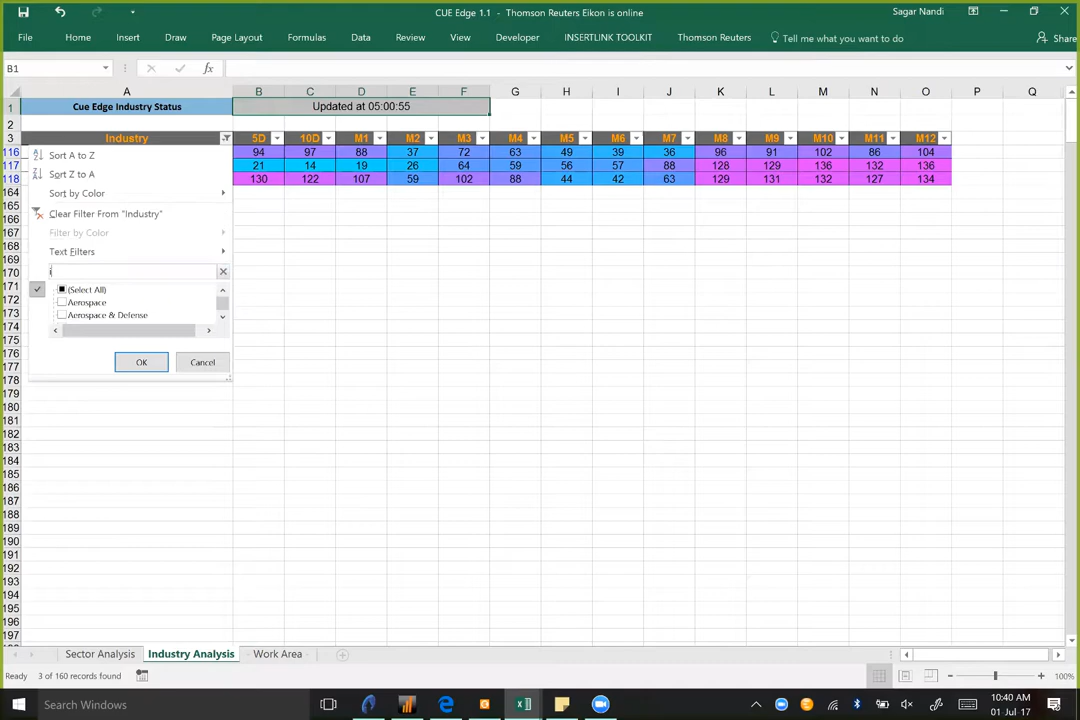 CUE Edge 1.1 - Thomson Reuters Eikon is online
Sagar Nandi
File Home Insert Draw Page Layout Formulas Data Review View Developer INSERTLINK TOOLKIT Thomson Reuters Tell me what you want to do Share
B1 fx
A B C D E F G H I J K L M N O P Q
1 Cue Edge Industry Status Updated at 05:00:55
2
3 Industry 5D 10D M1 M2 M3 M4 M5 M6 M7 M8 M9 M10 M11 M12
116 94 97 88 37 72 63 49 39 36 96 91 102 86 104
117 21 14 19 26 64 59 56 57 88 128 129 136 132 136
118 130 122 107 59 102 88 44 42 63 129 131 132 127 134
Sort A to Z
Sort Z to A
Sort by Color
Clear Filter From "Industry"
Filter by Color
Text Filters
i
(Select All)
Aerospace
Aerospace & Defense
OK Cancel
164
165
166
167
168
169
170
171
172
173
174
175
176
177
178
179
180
181
182
183
184
185
186
187
188
189
190
191
192
193
194
195
196
197
Sector Analysis Industry Analysis Work Area
Ready 3 of 160 records found 100%
Search Windows
10:40 AM
01-Jul-17